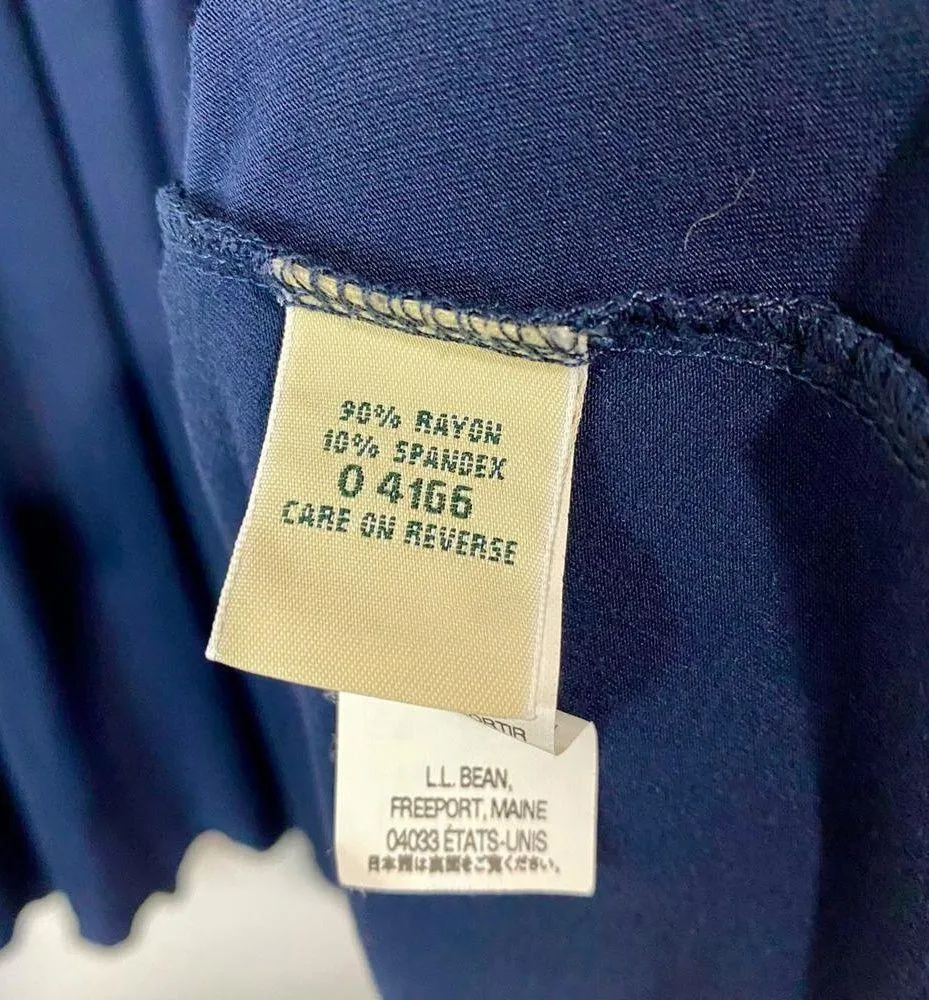 90% RAYON
10% SPANDEX
0 4166
CARE ON REVERSE
ORTIR
L.L. BEAN,
FREEPORT, MAINE
04033 ÉTATS-UNIS
日本語は裏面をご覧ください。